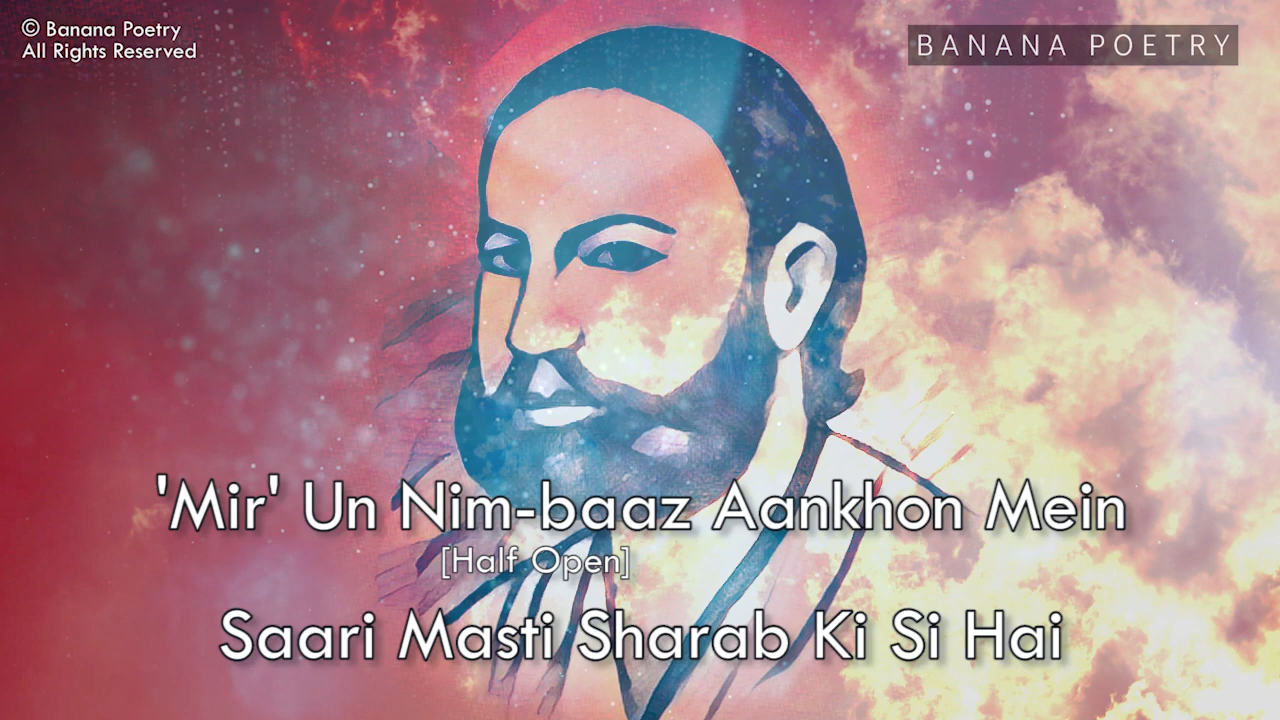 © Banana Poetry
All Rights Reserved
BANANA POETRY
'Mir' Un Nim-baaz Aankhon Mein
[Half Open]
Saari Masti Sharab Ki Si Hai